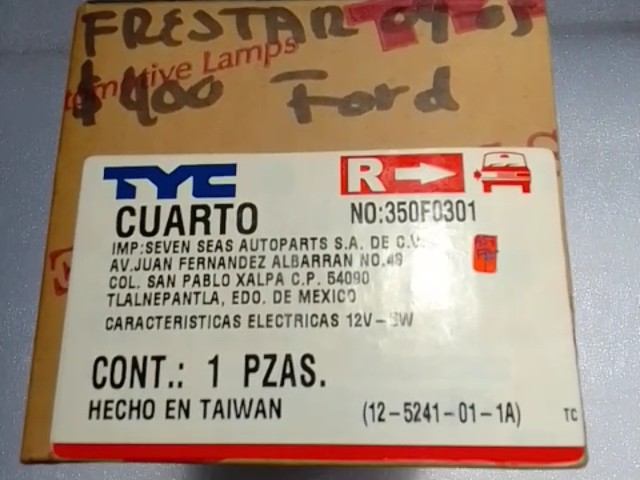 FRESTAR 04-05
Automotive Lamps
$400 Ford
TYC
R
CUARTO
NO:350F0301
IMP:SEVEN SEAS AUTOPARTS S.A. DE C.V.
AV.JUAN FERNANDEZ ALBARRAN NO.49
COL. SAN PABLO XALPA C.P. 54090
TLALNEPANTLA, EDO. DE MEXICO
CARACTERISTICAS ELECTRICAS 12V-5W
CONT.: 1 PZAS.
HECHO EN TAIWAN
(12-5241-01-1A)
TC